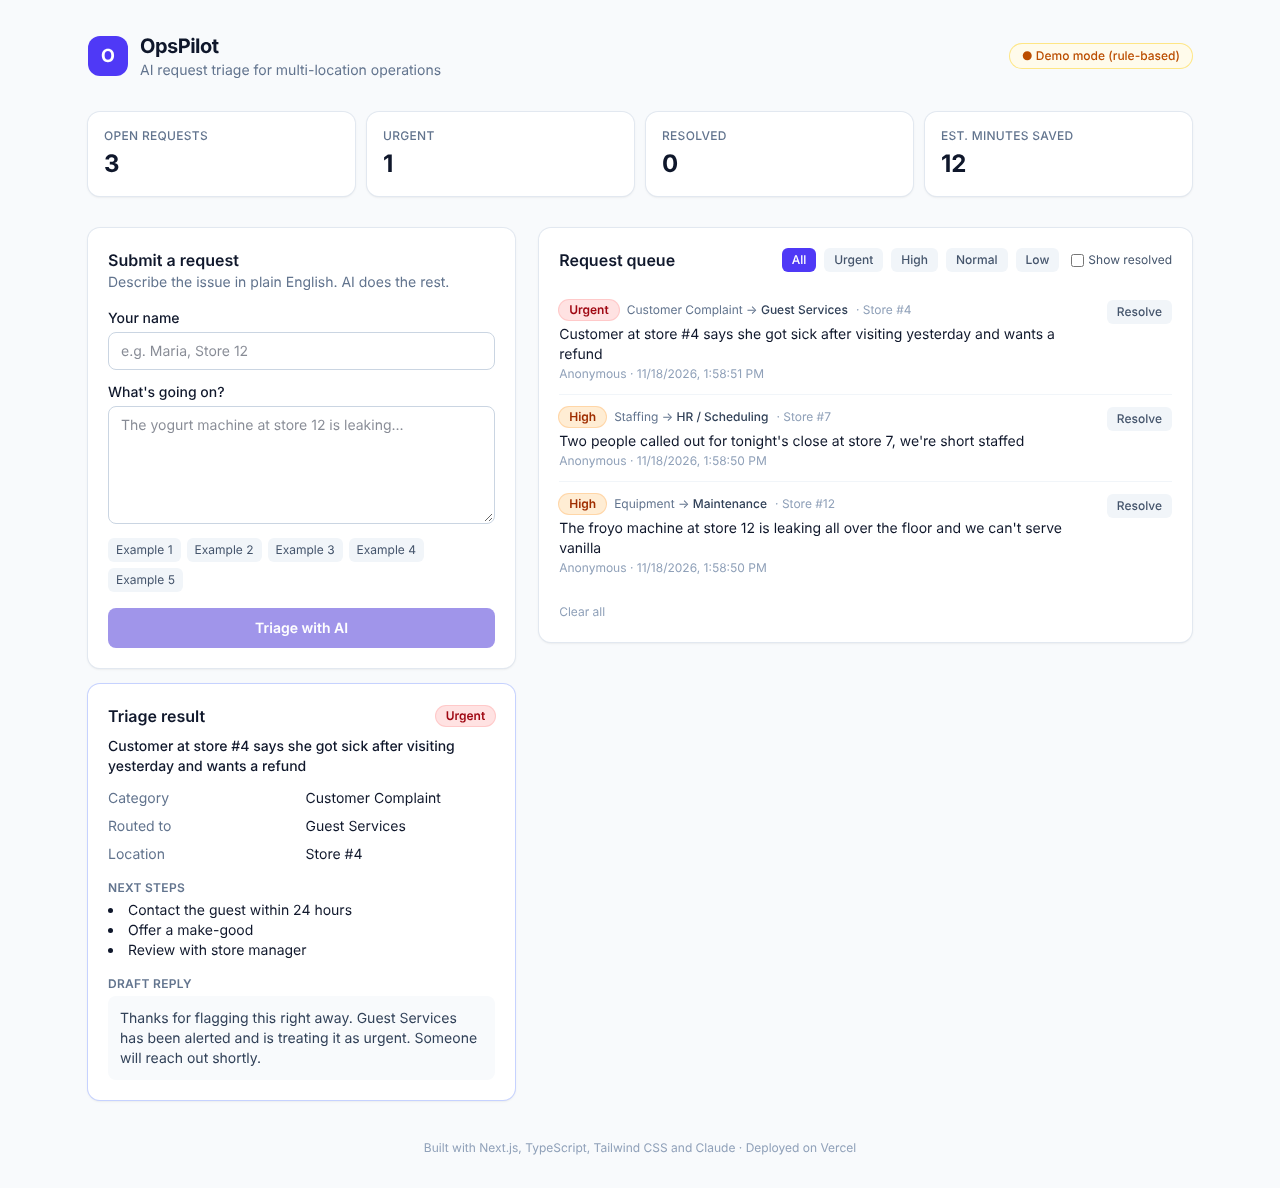 O
OpsPilot
AI request triage for multi-location operations
Demo mode (rule-based)
OPEN REQUESTS
3
URGENT
1
RESOLVED
0
EST. MINUTES SAVED
12
Submit a request
Describe the issue in plain English. AI does the rest.
Your name
e.g. Maria, Store 12
What's going on?
The yogurt machine at store 12 is leaking...
Example 1
Example 2
Example 3
Example 4
Example 5
Triage with AI
Triage result
Urgent
Customer at store #4 says she got sick after visiting
yesterday and wants a refund
Category Customer Complaint
Routed to Guest Services
Location Store #4
NEXT STEPS
• Contact the guest within 24 hours
• Offer a make-good
• Review with store manager
DRAFT REPLY
Thanks for flagging this right away. Guest Services
has been alerted and is treating it as urgent. Someone
will reach out shortly.
Request queue
All
Urgent
High
Normal
Low
Show resolved
Urgent Customer Complaint → Guest Services · Store #4
Resolve
Customer at store #4 says she got sick after visiting yesterday and wants a
refund
Anonymous · 11/18/2026, 1:58:51 PM
High Staffing → HR / Scheduling · Store #7
Resolve
Two people called out for tonight's close at store 7, we're short staffed
Anonymous · 11/18/2026, 1:58:50 PM
High Equipment → Maintenance · Store #12
Resolve
The froyo machine at store 12 is leaking all over the floor and we can't serve
vanilla
Anonymous · 11/18/2026, 1:58:50 PM
Clear all
Built with Next.js, TypeScript, Tailwind CSS and Claude · Deployed on Vercel